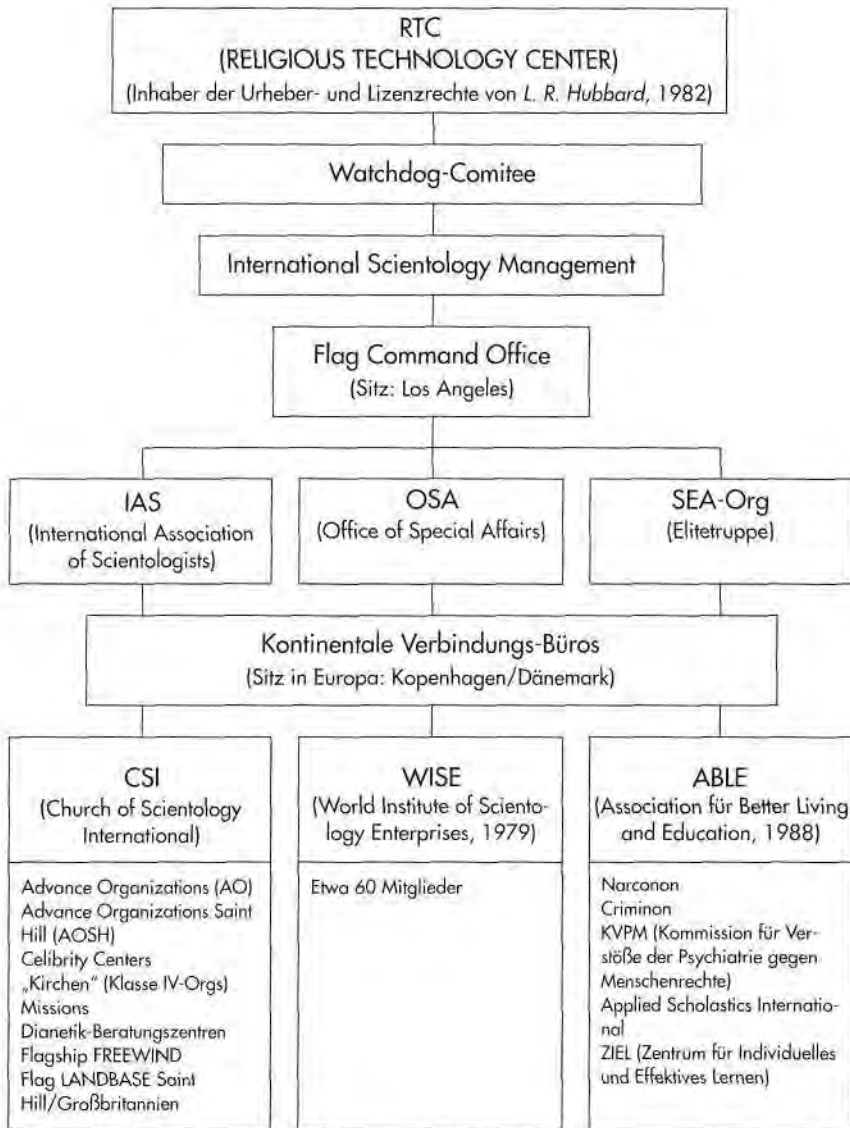 RTC
(RELIGIOUS TECHNOLOGY CENTER)
(Inhaber der Urheber- und Lizenzrechte von L. R. Hubbard, 1982)
Watchdog-Comitee
International Scientology Management
Flag Command Office
(Sitz: Los Angeles)
IAS
(International Association
of Scientologists)
OSA
(Office of Special Affairs)
SEA-Org
(Elitetruppe)
Kontinentale Verbindungs-Büros
(Sitz in Europa: Kopenhagen/Dänemark)
CSI
(Church of Scientology
International)
Advance Organizations (AO)
Advance Organizations Saint
Hill (AOSH)
Celibrity Centers
„Kirchen“ (Klasse IV-Orgs)
Missions
Dianetik-Beratungszentren
Flagship FREEWIND
Flag LANDBASE Saint
Hill/Großbritannien
WISE
(World Institute of Sciento-
logy Enterprises, 1979)
Etwa 60 Mitglieder
ABLE
(Association für Better Living
and Education, 1988)
Narconon
Criminon
KVPM (Kommission für Ver-
stöße der Psychiatrie gegen
Menschenrechte)
Applied Scholastics Internatio-
nal
ZIEL (Zentrum für Individuelles
und Effektives Lernen)